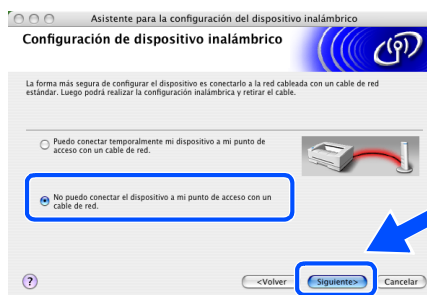 Asistente para la configuración del dispositivo inalámbrico
Configuración de dispositivo inalámbrico
La forma más segura de configurar el dispositivo es conectarlo a la red cableada con un cable de red
estándar. Luego podrá realizar la configuración inalámbrica y retirar el cable.
Puedo conectar temporalmente mi dispositivo a mi punto de
acceso con un cable de red.
No puedo conectar el dispositivo a mi punto de acceso con un
cable de red.
?
<Volver
Siguiente>
Cancelar